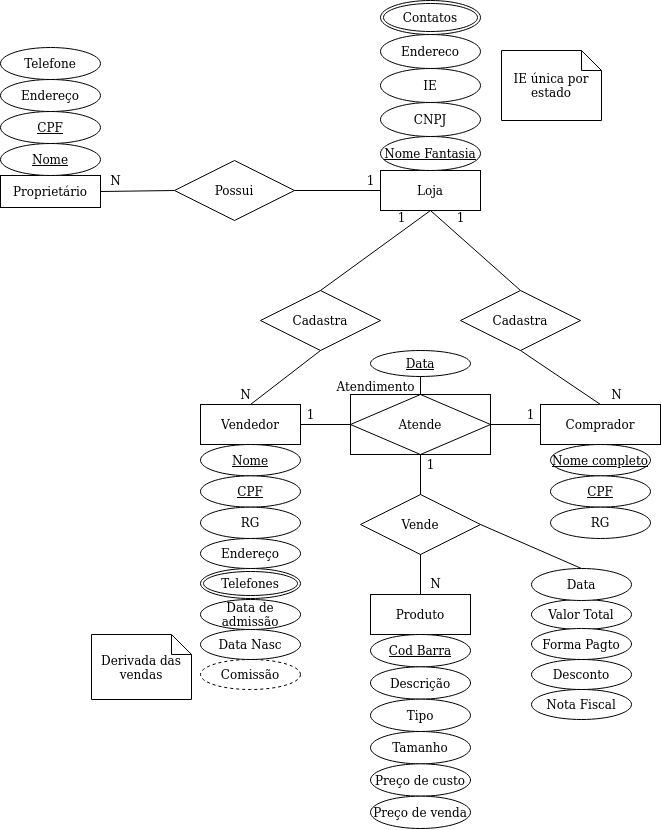 Contatos
Endereco
IE
CNPJ
Nome Fantasia
Loja
IE única por
estado
Telefone
Endereço
CPF
Nome
Proprietário
N
Possui
1
1
1
Cadastra
Cadastra
N
N
Data
Atendimento
Vendedor
1
Atende
1
Comprador
Nome
CPF
RG
Endereço
Telefones
Data de
admissão
Data Nasc
Comissão
Derivada das
vendas
Nome completo
CPF
RG
1
Vende
N
Produto
Cod Barra
Descrição
Tipo
Tamanho
Preço de custo
Preço de venda
Data
Valor Total
Forma Pagto
Desconto
Nota Fiscal